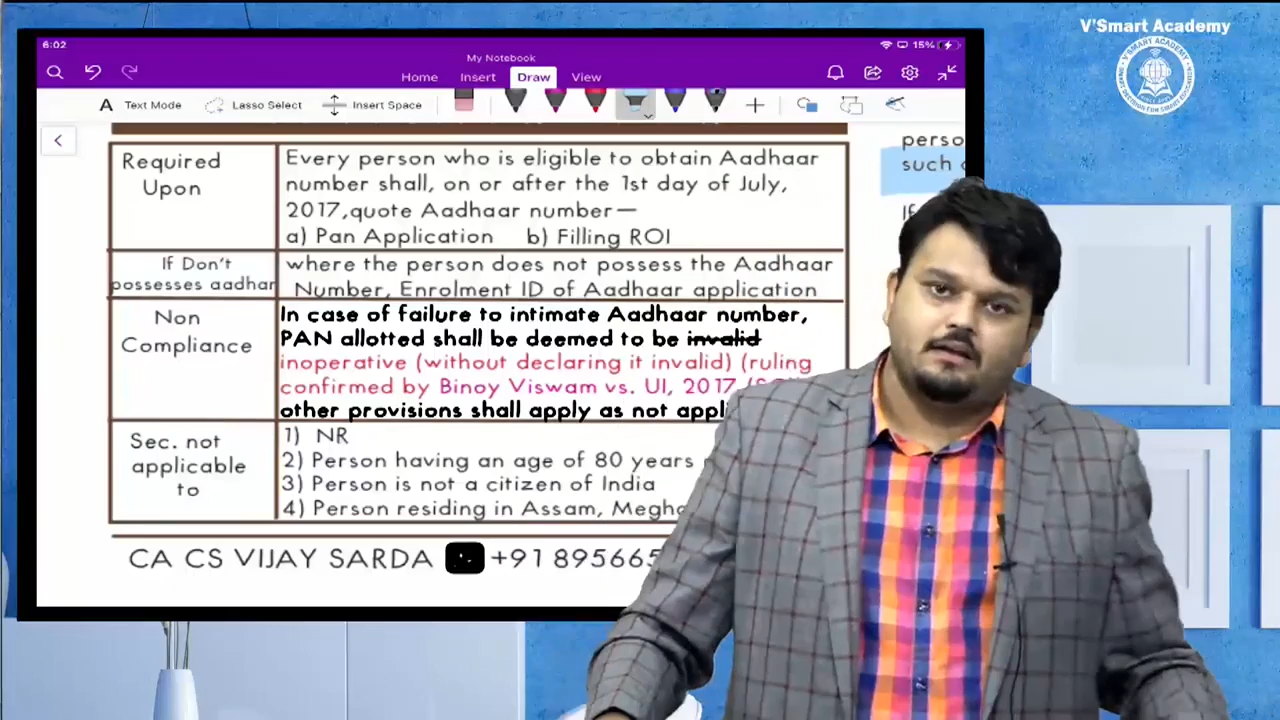 V'Smart Academy
V'SMART ACADEMY
6:02
15%
My Notebook
Home Insert Draw View
A Text Mode Lasso Select Insert Space
Required Upon
Every person who is eligible to obtain Aadhaar
number shall, on or after the 1st day of July,
2017,quote Aadhaar number—
a) Pan Application b) Filling ROI
If Don't possesses aadhar
where the person does not possess the Aadhaar
Number, Enrolment ID of Aadhaar application
Non Compliance
In case of failure to intimate Aadhaar number,
PAN allotted shall be deemed to be invalid
inoperative (without declaring it invalid) (ruling
confirmed by Binoy Viswam vs. UI, 2017
other provisions shall apply as not
Sec. not applicable to
1) NR
2) Person having an age of 80 years
3) Person is not a citizen of India
4) Person residing in Assam,
CA CS VIJAY SARDA +91 895665
such
If